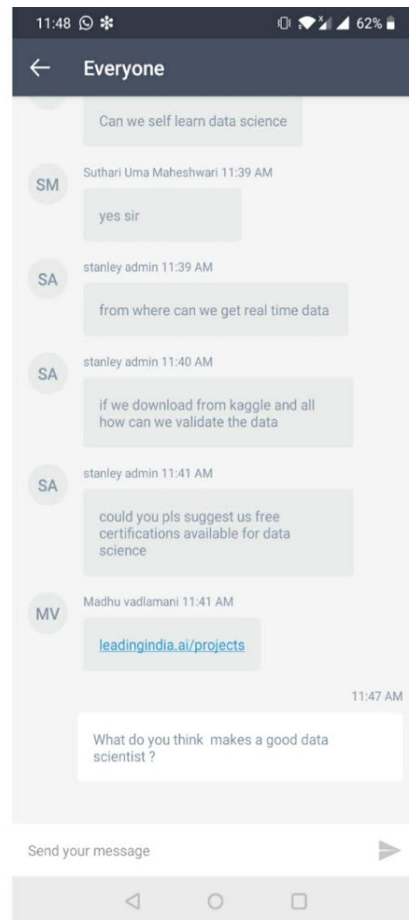 11:48
62%
Everyone
Can we self learn data science
Suthari Uma Maheshwari 11:39 AM
SM
yes sir
stanley admin 11:39 AM
SA
from where can we get real time data
stanley admin 11:40 AM
SA
if we download from kaggle and all
how can we validate the data
stanley admin 11:41 AM
SA
could you pls suggest us free
certifications available for data
science
Madhu vadlamani 11:41 AM
MV
leadingindia.ai/projects
11:47 AM
What do you think makes a good data
scientist ?
Send your message